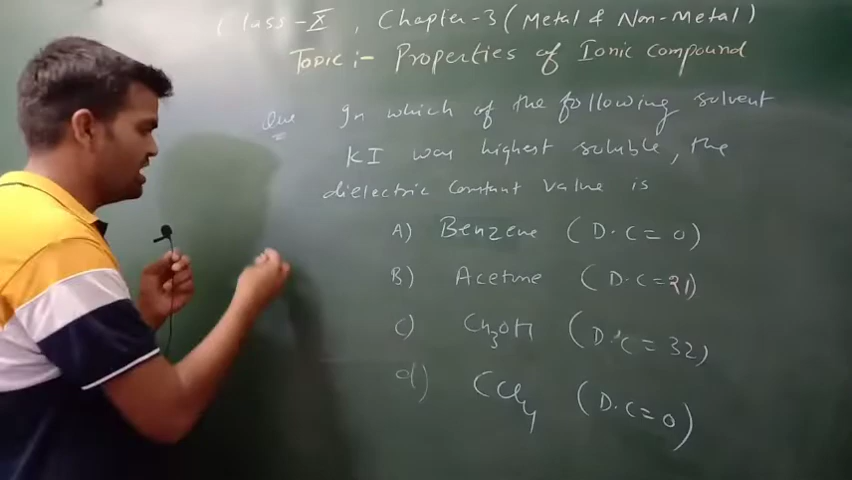 Class-X, Chapter-3 (Metal & Non-Metal)
Topic :- Properties of Ionic Compound
Que In which of the following solvent
KI was highest soluble, the
dielectric constant value is
A) Benzene (D.C=0)
B) Acetone (D.C=21)
C) CH3OH (D.C=32)
d) CCl4 (D.C=0)